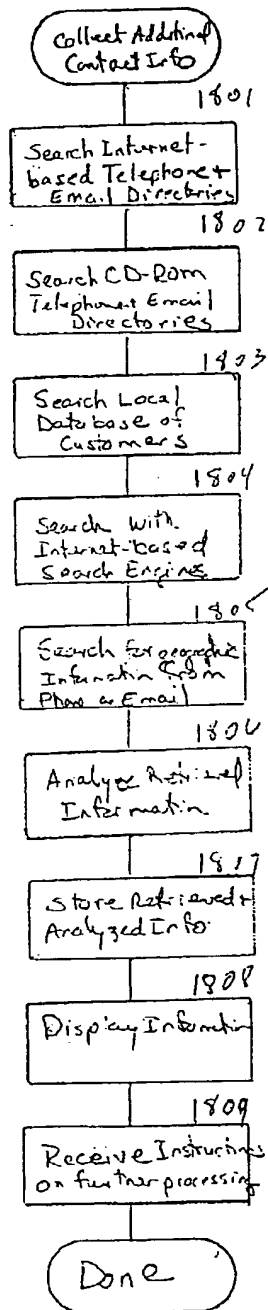 Collect Additional
Contact Info
1801
Search Internet-
based Telephone +
Email Directories
1802
Search CD-ROM
Telephone + Email
Directories
1803
Search Local
Database of
Customers
1804
Search With
Internet-based
Search Engines
1805
Search for geographic
Information from
Phone or Email
1806
Analyze Retrieved
Information
1807
Store Retrieved +
Analyzed Info
1808
Display Information
1809
Receive Instructions
on further processing
Done